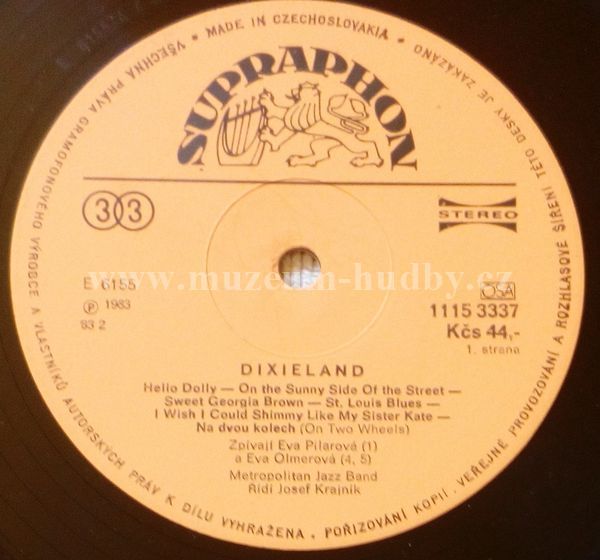 VŠECHNA PRÁVA GRAMOFONOVÉHO VÝROBCE A VLASTNÍKŮ AUTORSKÝCH PRÁV K DÍLU VYHRAŽENA. POŘIZOVÁNÍ KOPIÍ. VEŘEJNÉ PROVOZOVÁNÍ A ROZHLASOVÉ ŠÍŘENÍ TÉTO DESKY JE ZAKÁZÁNO
• MADE IN CZECHOSLOVAKIA •
SUPRAPHON
33
STEREO
www.muzeum-hudby.cz
E 6155
℗ 1983
83 2
OSA
1115 3337
Kčs 44,-
1. strana
DIXIELAND
Hello Dolly — On the Sunny Side Of the Street —
Sweet Georgia Brown — St. Louis Blues —
I Wish I Could Shimmy Like My Sister Kate —
Na dvou kolech (On Two Wheels)
Zpívají Eva Pilarová (1)
a Eva Olmerová (4, 5)
Metropolitan Jazz Band
Řídí Josef Krajník